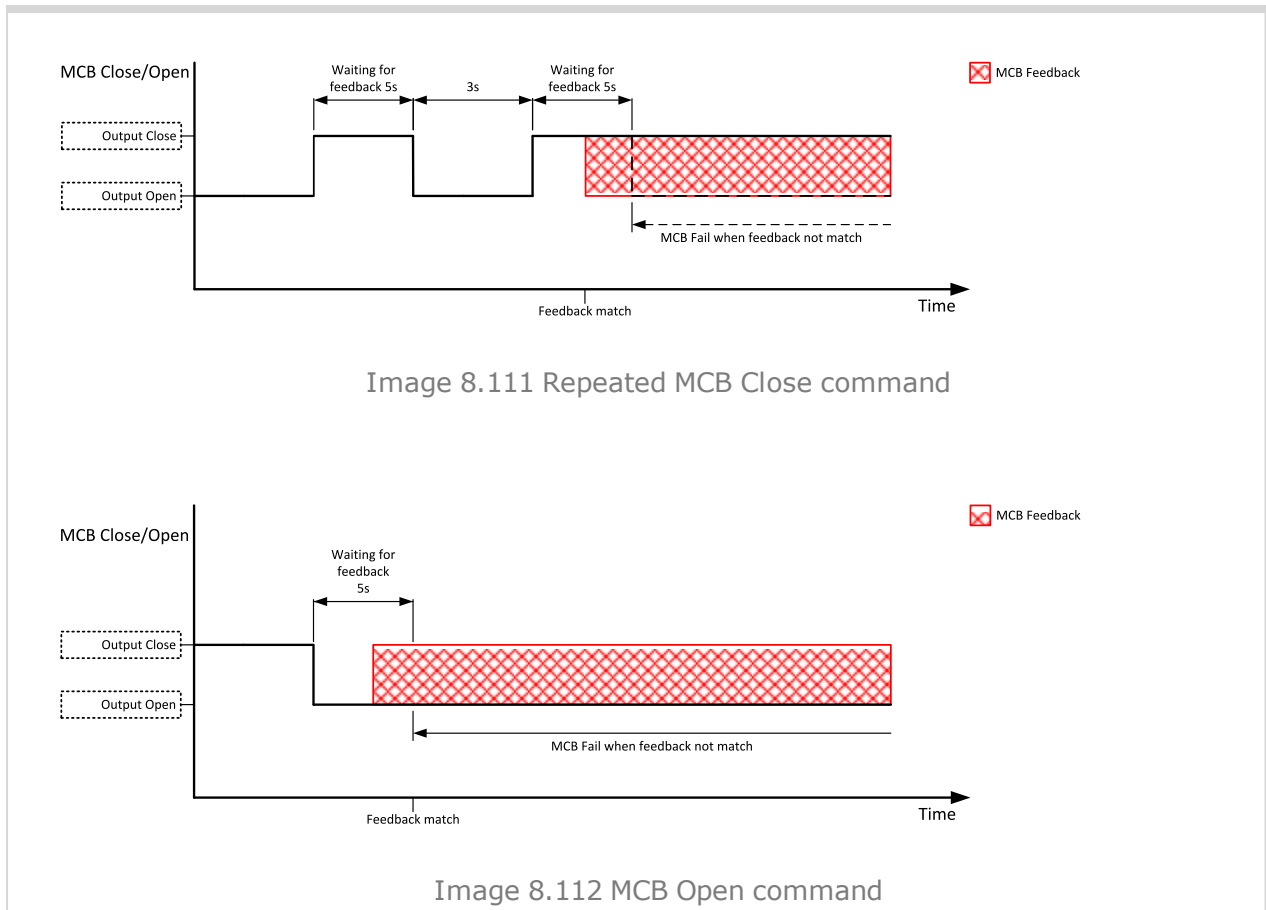 MCB Close/Open
Waiting for
feedback 5s
3s
Waiting for
feedback 5s
MCB Feedback
Output Close
Output Open
MCB Fail when feedback not match
Time
Feedback match
Image 8.111 Repeated MCB Close command
MCB Close/Open
MCB Feedback
Waiting for
feedback
5s
Output Close
Output Open
MCB Fail when feedback not match
Time
Feedback match
Image 8.112 MCB Open command